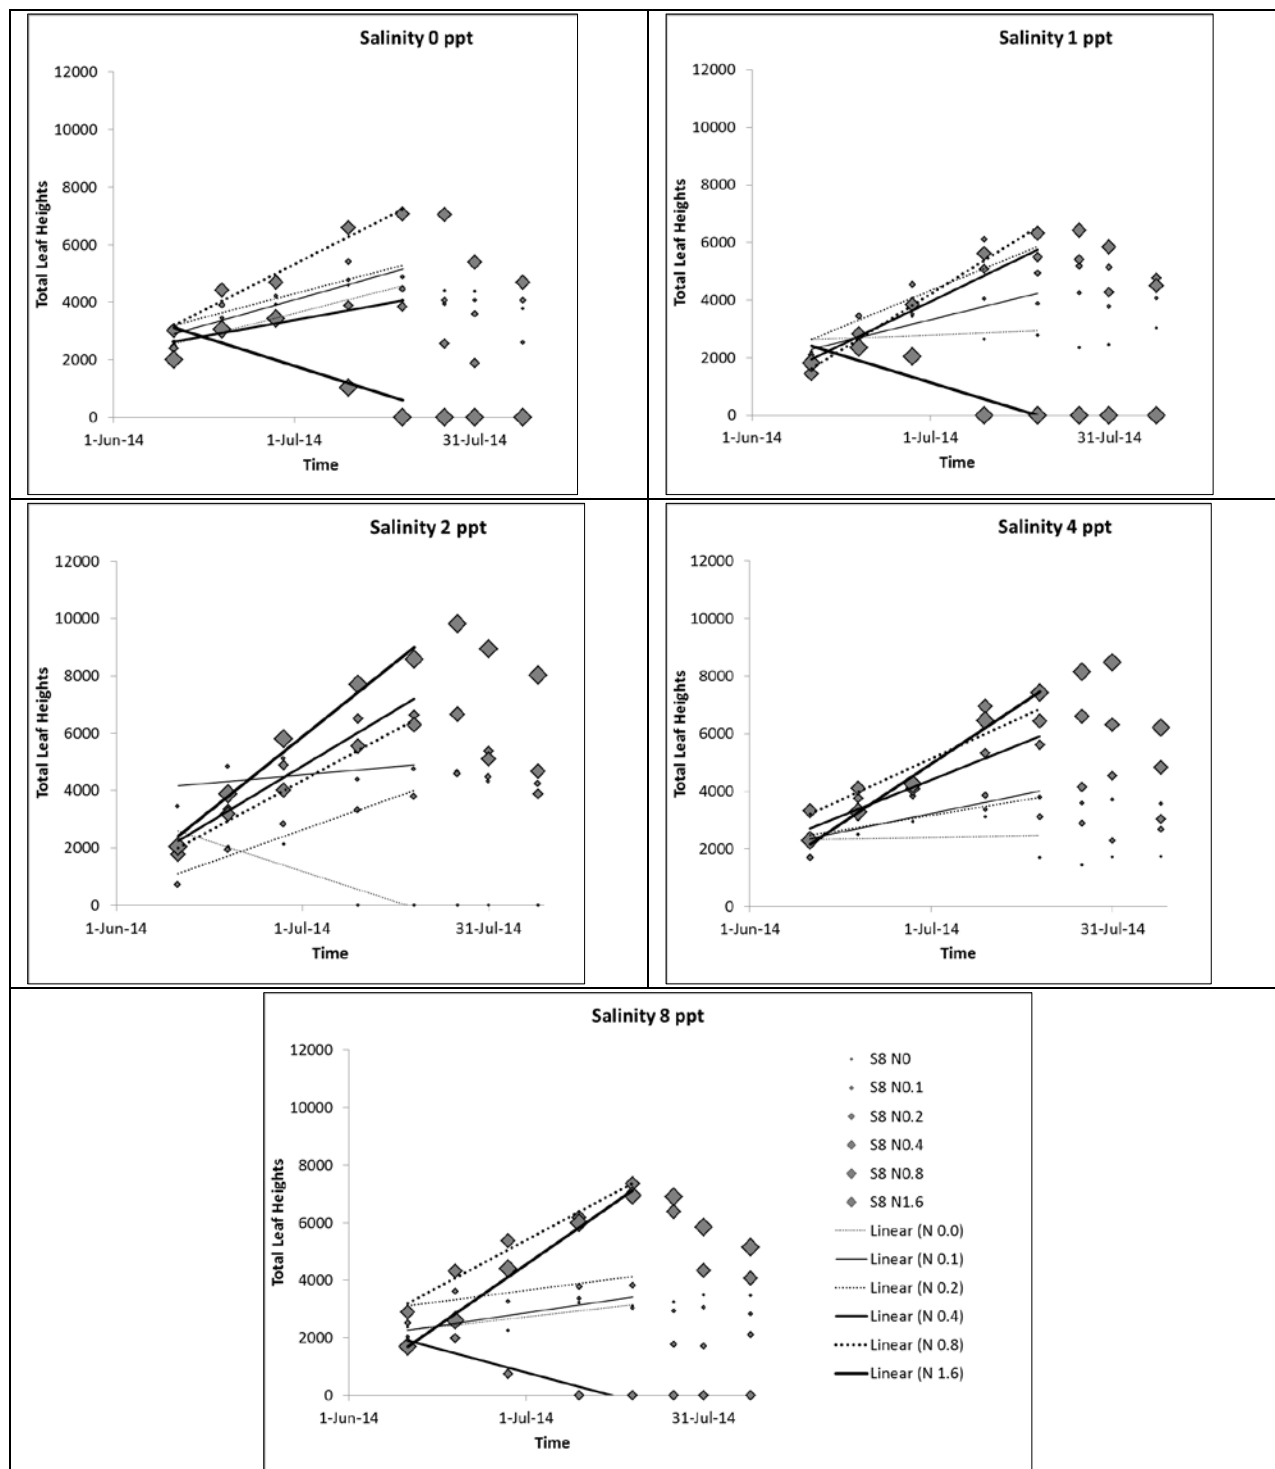 Salinity 0 ppt
12000
10000
8000
6000
4000
2000
0
Total Leaf Heights
1-Jun-14
1-Jul-14
31-Jul-14
Time
Salinity 1 ppt
12000
10000
8000
6000
4000
2000
0
Total Leaf Heights
1-Jun-14
1-Jul-14
31-Jul-14
Time
Salinity 2 ppt
12000
10000
8000
6000
4000
2000
0
Total Leaf Heights
1-Jun-14
1-Jul-14
31-Jul-14
Time
Salinity 4 ppt
12000
10000
8000
6000
4000
2000
0
Total Leaf Heights
1-Jun-14
1-Jul-14
31-Jul-14
Time
Salinity 8 ppt
12000
10000
8000
6000
4000
2000
0
Total Leaf Heights
1-Jun-14
1-Jul-14
31-Jul-14
Time
S8 N0
S8 N0.1
S8 N0.2
S8 N0.4
S8 N0.8
S8 N1.6
Linear (N 0.0)
Linear (N 0.1)
Linear (N 0.2)
Linear (N 0.4)
Linear (N 0.8)
Linear (N 1.6)